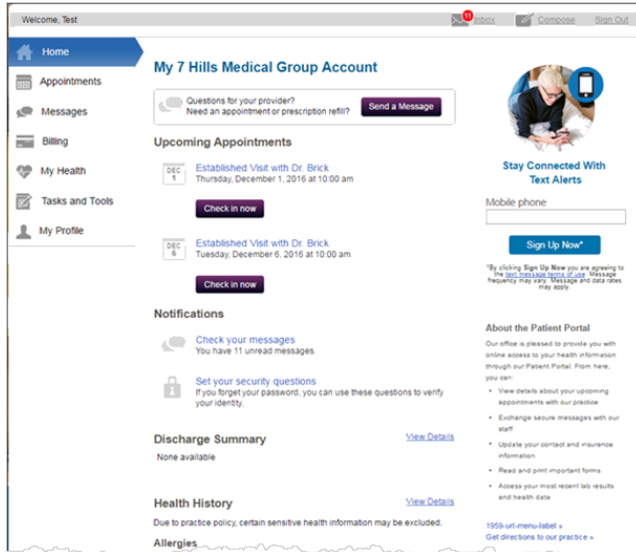 Welcome, Test
11
Inbox
Compose
Sign Out
Home
Appointments
Messages
Billing
My Health
Tasks and Tools
My Profile
My 7 Hills Medical Group Account
Questions for your provider?
Need an appointment or prescription refill?
Send a Message
Upcoming Appointments
DEC
1
Established Visit with Dr. Brick
Thursday, December 1, 2016 at 10:00 am
Check in now
DEC
6
Established Visit with Dr. Brick
Tuesday, December 6, 2016 at 10:00 am
Check in now
Notifications
Check your messages
You have 11 unread messages.
Set your security questions
If you forget your password, you can use these questions to verify
your identity.
Discharge Summary
View Details
None available
Health History
View Details
Due to practice policy, certain sensitive health information may be excluded.
Allergies
Stay Connected With
Text Alerts
Mobile phone
Sign Up Now*
*By clicking Sign Up Now you are agreeing to
the text message terms of use. Message
frequency may vary. Message and data rates
may apply.
About the Patient Portal
Our office is pleased to provide you with
online access to your health information
through our Patient Portal. From here,
you can:
• View details about your upcoming
appointments with our practice
• Exchange secure messages with our
staff
• Update your contact and insurance
information
• Read and print important forms
• Access your most recent lab results
and health data
1959-url-menu-label »
Get directions to our practice »